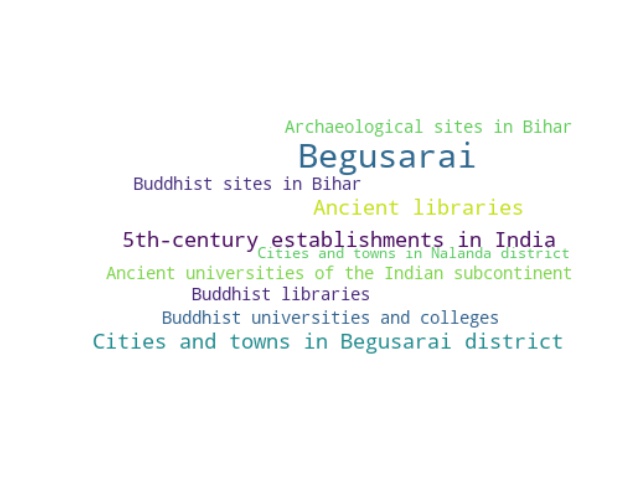 Archaeological sites in Bihar
Begusarai
Buddhist sites in Bihar
Ancient libraries
5th-century establishments in India
Cities and towns in Nalanda district
Ancient universities of the Indian subcontinent
Buddhist libraries
Buddhist universities and colleges
Cities and towns in Begusarai district